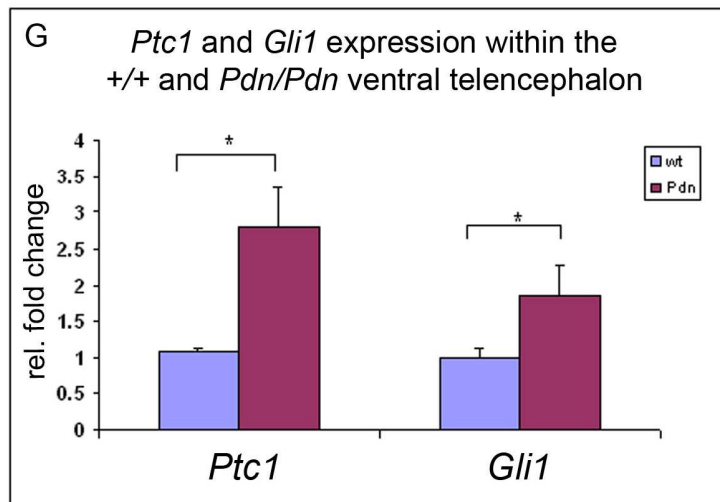 G
Ptc1 and Gli1 expression within the
+/+ and Pdn/Pdn ventral telencephalon
rel. fold change
4
3.5
3
2.5
2
1.5
1
0.5
0
*
*
wt
Pdn
Ptc1
Gli1